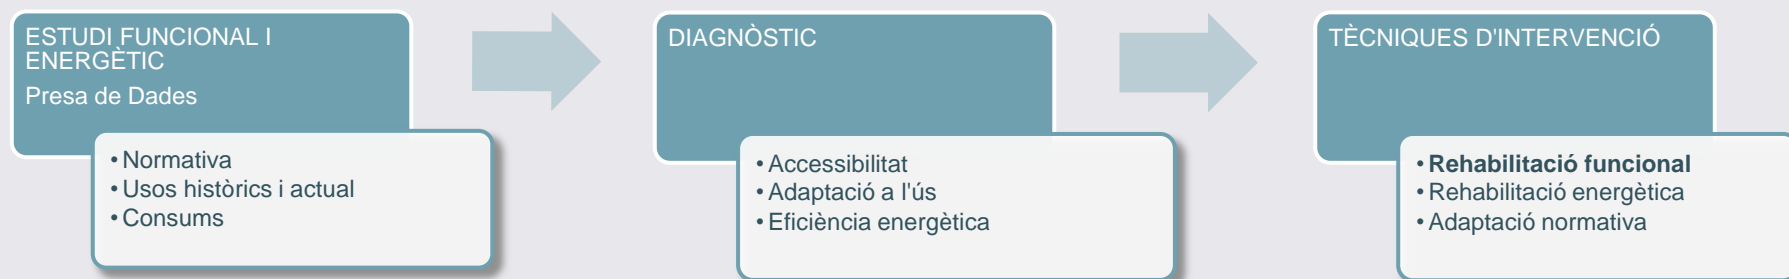 ESTUDI FUNCIONAL I
ENERGÈTIC
Presa de Dades
• Normativa
• Usos històrics i actual
• Consums
DIAGNÒSTIC
• Accessibilitat
• Adaptació a l'ús
• Eficiència energètica
TÈCNIQUES D'INTERVENCIÓ
• Rehabilitació funcional
• Rehabilitació energètica
• Adaptació normativa